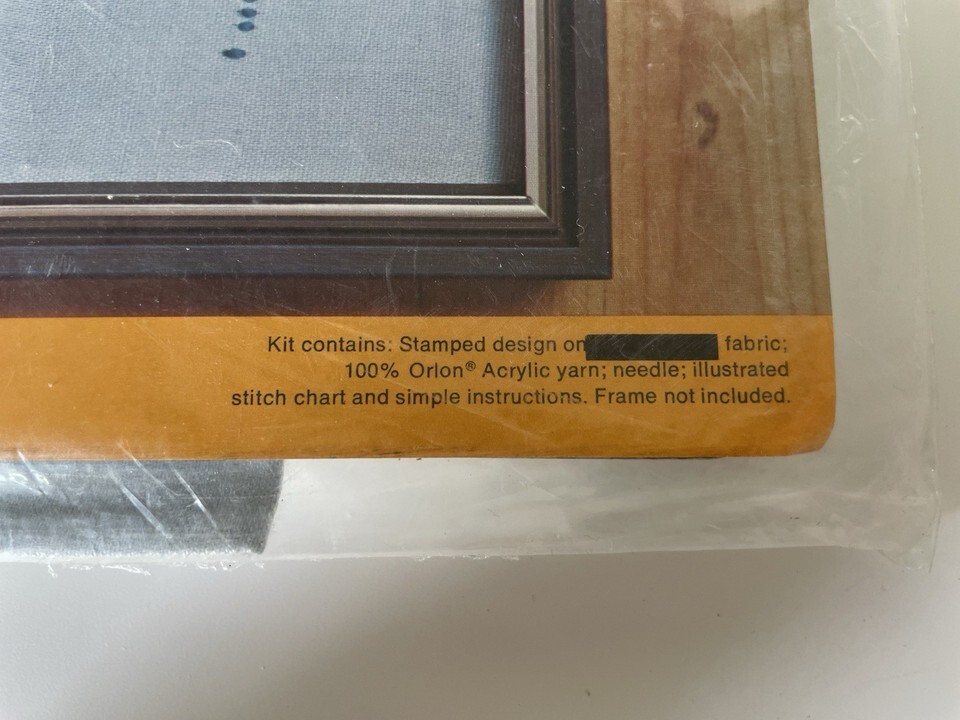 Kit contains: Stamped design on fabric;
100% Orlon® Acrylic yarn; needle; illustrated
stitch chart and simple instructions. Frame not included.